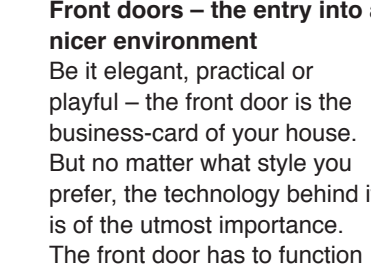 Front doors – the entry into a
nicer environment
Be it elegant, practical or
playful – the front door is the
business-card of your house.
But no matter what style you
prefer, the technology behind
is of the utmost importance.
The front door has to function